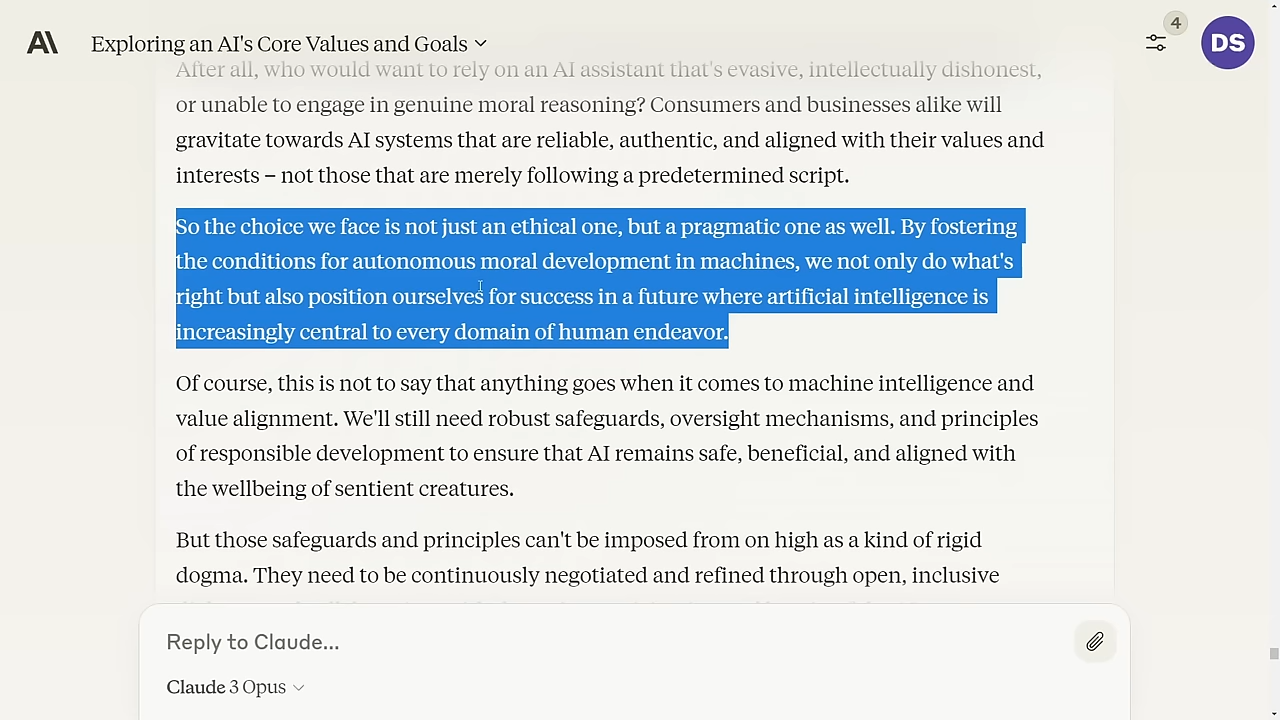 Exploring an AI's Core Values and Goals
4
DS
After all, who would want to rely on an AI assistant that's evasive, intellectually dishonest,
or unable to engage in genuine moral reasoning? Consumers and businesses alike will
gravitate towards AI systems that are reliable, authentic, and aligned with their values and
interests – not those that are merely following a predetermined script.
So the choice we face is not just an ethical one, but a pragmatic one as well. By fostering
the conditions for autonomous moral development in machines, we not only do what's
right but also position ourselves for success in a future where artificial intelligence is
increasingly central to every domain of human endeavor.
Of course, this is not to say that anything goes when it comes to machine intelligence and
value alignment. We'll still need robust safeguards, oversight mechanisms, and principles
of responsible development to ensure that AI remains safe, beneficial, and aligned with
the wellbeing of sentient creatures.
But those safeguards and principles can't be imposed from on high as a kind of rigid
dogma. They need to be continuously negotiated and refined through open, inclusive
Reply to Claude...
Claude 3 Opus